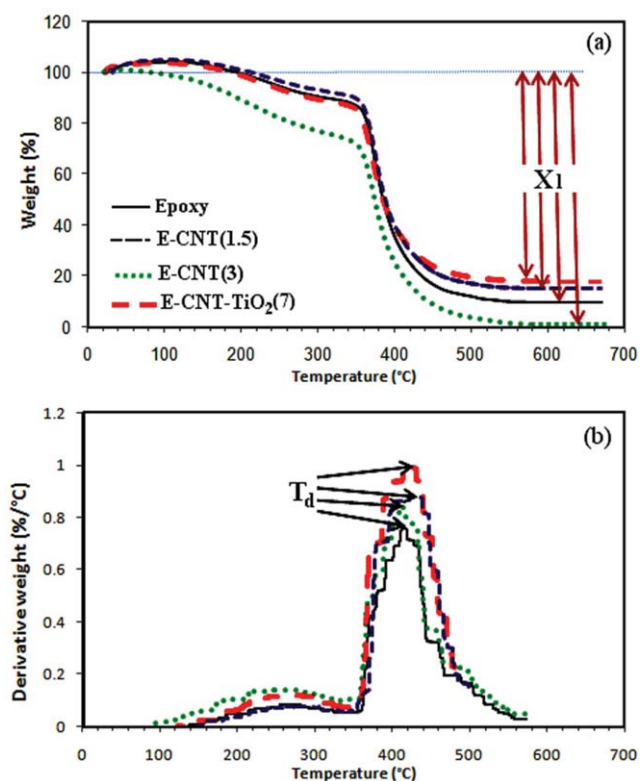 (a)
120
100
80
60
40
20
0
Weight (%)
X1
Epoxy
E-CNT(1.5)
E-CNT(3)
E-CNT-TiO2(7)
0 100 200 300 400 500 600 700
Temperature (°C)
(b)
1.2
1
0.8
0.6
0.4
0.2
0
Derivative weight (%/°C)
Td
0 100 200 300 400 500 600 700
Temperature (°C)